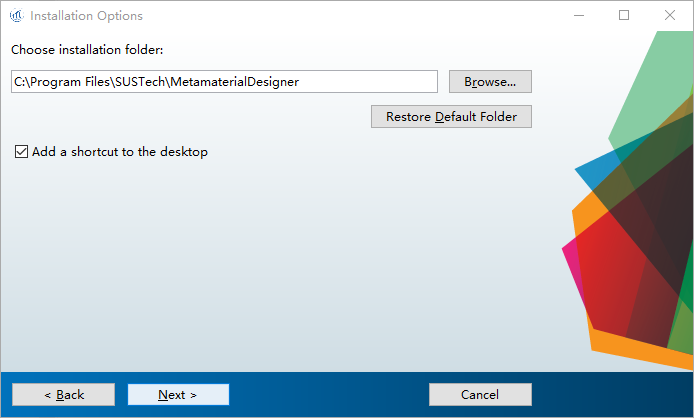 Installation Options
Choose installation folder:
C:\Program Files\SUSTech\MetamaterialDesigner
Browse...
Restore Default Folder
Add a shortcut to the desktop
< Back
Next >
Cancel